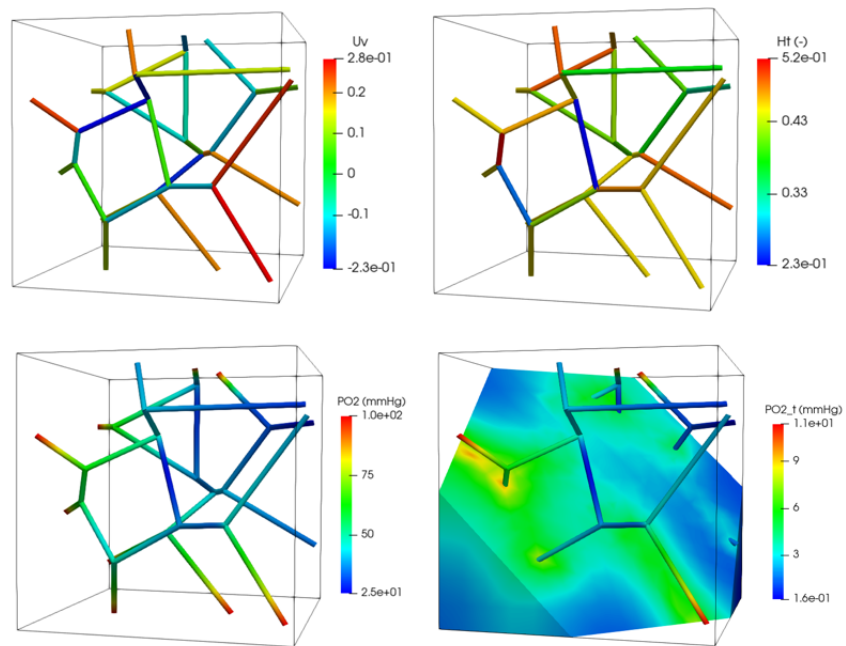 Uv
2.8e-01
0.2
0.1
0
-0.1
-2.3e-01
Ht (-)
5.2e-01
0.43
0.33
2.3e-01
PO2 (mmHg)
1.0e+02
75
50
2.5e+01
PO2_t (mmHg)
1.1e+01
9
6
3
1.6e-01